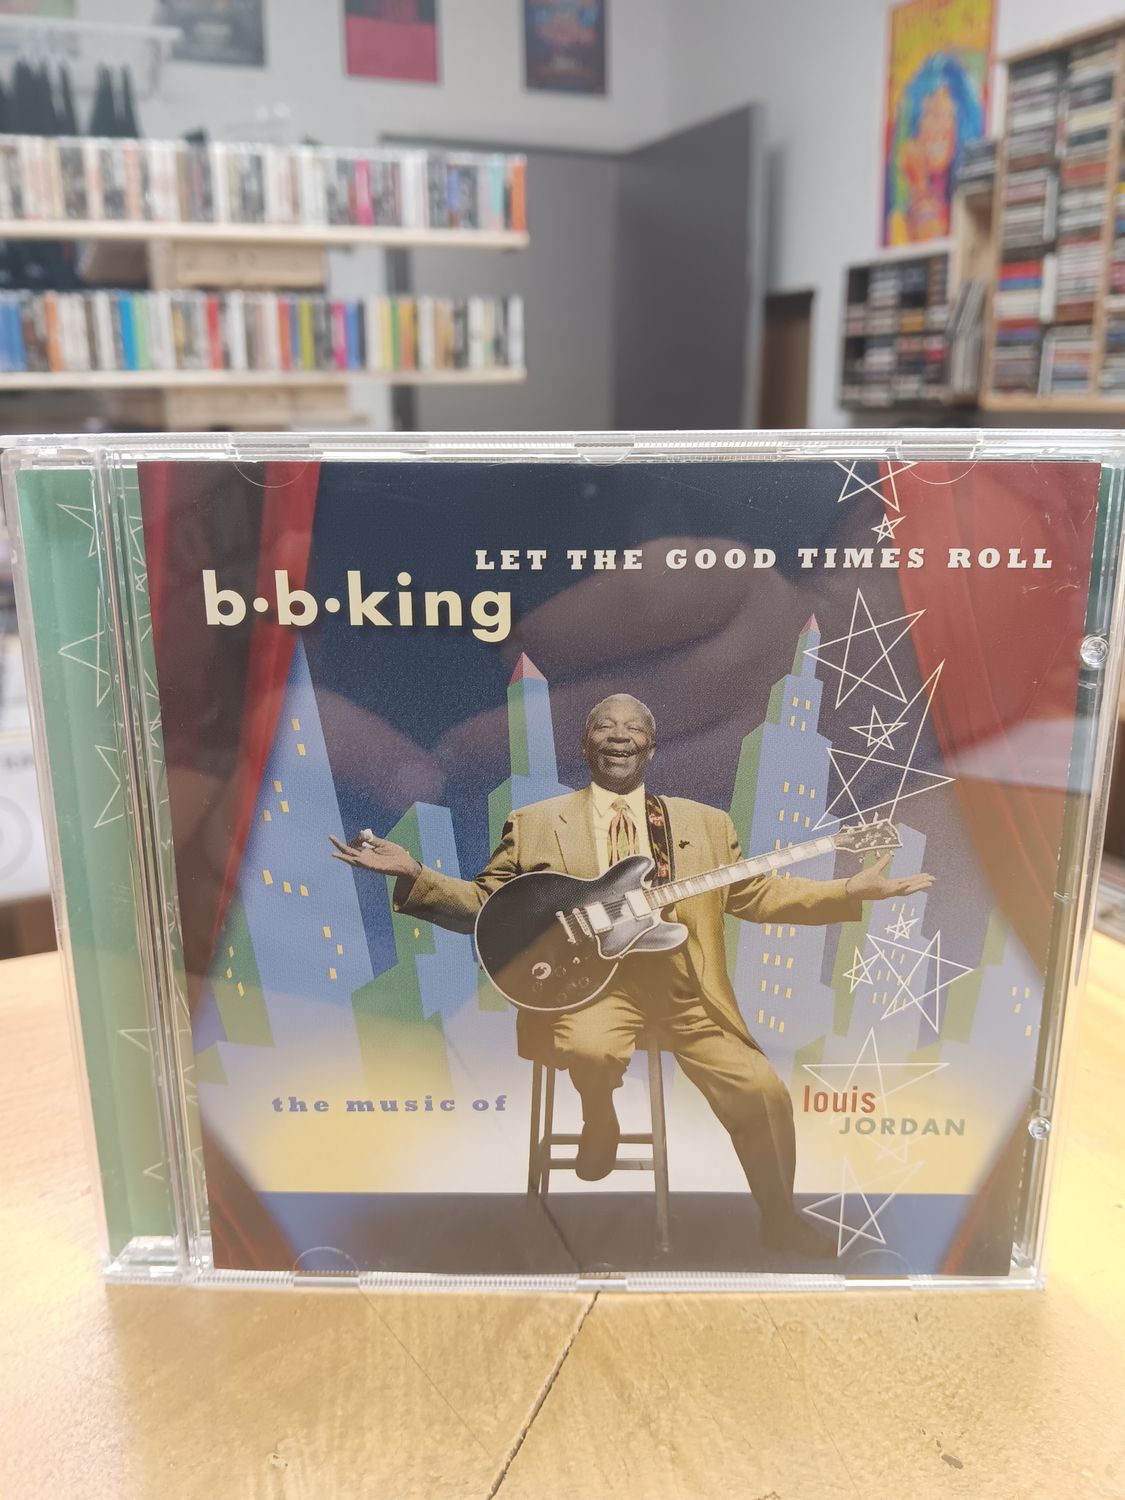 LET THE GOOD TIMES ROLL
b·b·king
the music of
louis
JORDAN